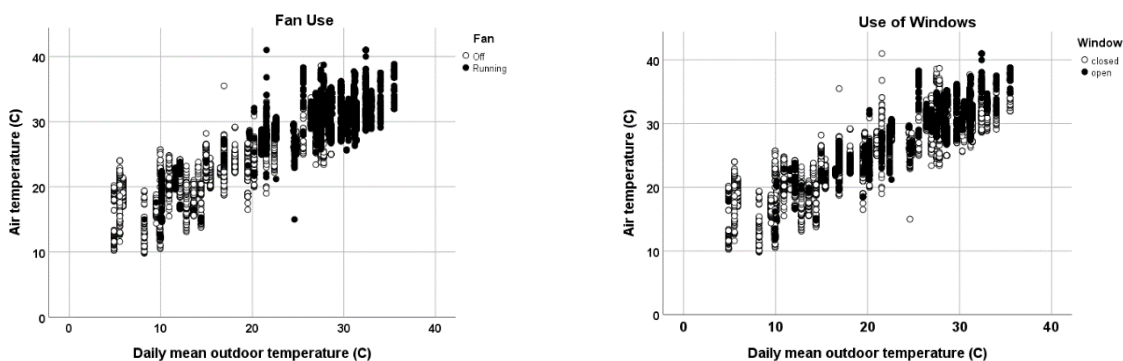 Fan Use
Fan
Off
Running
Air temperature (C)
40
30
20
10
0
0 10 20 30 40
Daily mean outdoor temperature (C)
Use of Windows
Window
closed
open
Air temperature (C)
40
30
20
10
0
0 10 20 30 40
Daily mean outdoor temperature (C)